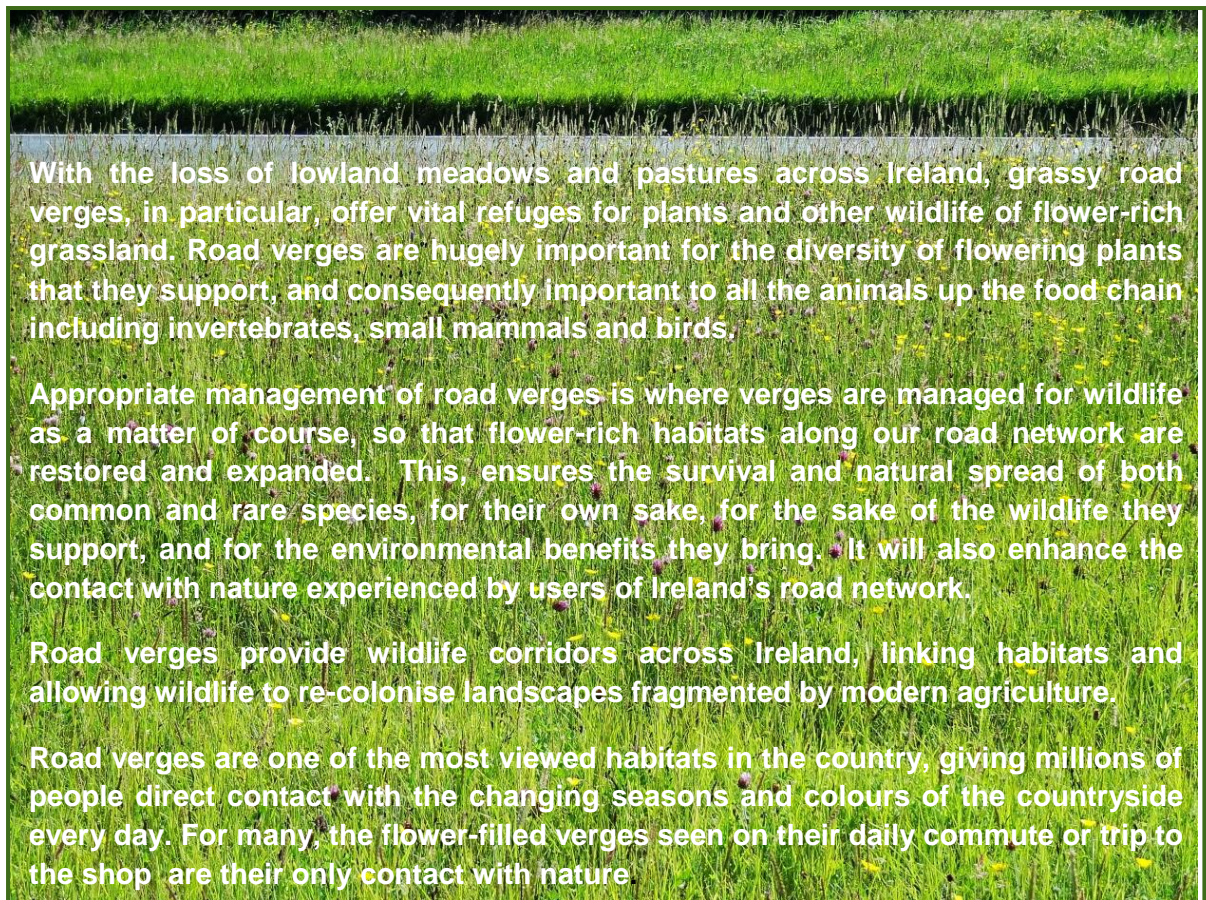 With the loss of lowland meadows and pastures across Ireland, grassy road
verges, in particular, offer vital refuges for plants and other wildlife of flower-rich
grassland. Road verges are hugely important for the diversity of flowering plants
that they support, and consequently important to all the animals up the food chain
including invertebrates, small mammals and birds.
Appropriate management of road verges is where verges are managed for wildlife
as a matter of course, so that flower-rich habitats along our road network are
restored and expanded. This, ensures the survival and natural spread of both
common and rare species, for their own sake, for the sake of the wildlife they
support, and for the environmental benefits they bring. It will also enhance the
contact with nature experienced by users of Ireland’s road network.
Road verges provide wildlife corridors across Ireland, linking habitats and
allowing wildlife to re-colonise landscapes fragmented by modern agriculture.
Road verges are one of the most viewed habitats in the country, giving millions of
people direct contact with the changing seasons and colours of the countryside
every day. For many, the flower-filled verges seen on their daily commute or trip to
the shop are their only contact with nature